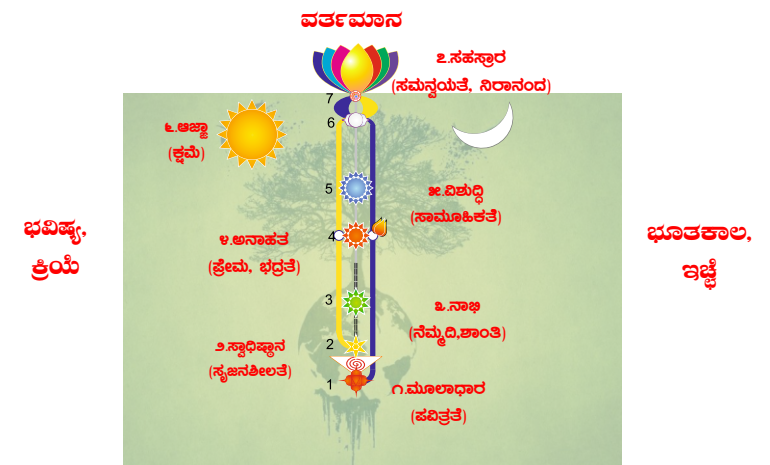 ವರ್ತಮಾನ
೭.ಸಹಸ್ರಾರ
(ಸಮನ್ವಯತೆ, ನಿರಾನಂದ)
7
6
೬.ಆಜ್ಞಾ
(ಕ್ಷಮೆ)
5
೫.ವಿಶುದ್ಧಿ
(ಸಾಮೂಹಿಕತೆ)
ಭವಿಷ್ಯ,
ಕ್ರಿಯೆ
೪.ಅನಾಹತ
(ಪ್ರೇಮ, ಭದ್ರತೆ)
4
ಭೂತಕಾಲ,
ಇಚ್ಛೆ
3
೩.ನಾಭಿ
(ನೆಮ್ಮದಿ,ಶಾಂತಿ)
2
೨.ಸ್ವಾಧಿಷ್ಠಾನ
(ಸೃಜನಶೀಲತೆ)
1
೧.ಮೂಲಾಧಾರ
(ಪವಿತ್ರತೆ)